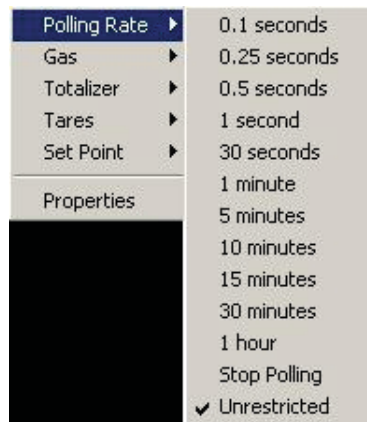 Polling Rate
Gas
Totalizer
Tares
Set Point
Properties
0.1 seconds
0.25 seconds
0.5 seconds
1 second
30 seconds
1 minute
5 minutes
10 minutes
15 minutes
30 minutes
1 hour
Stop Polling
Unrestricted